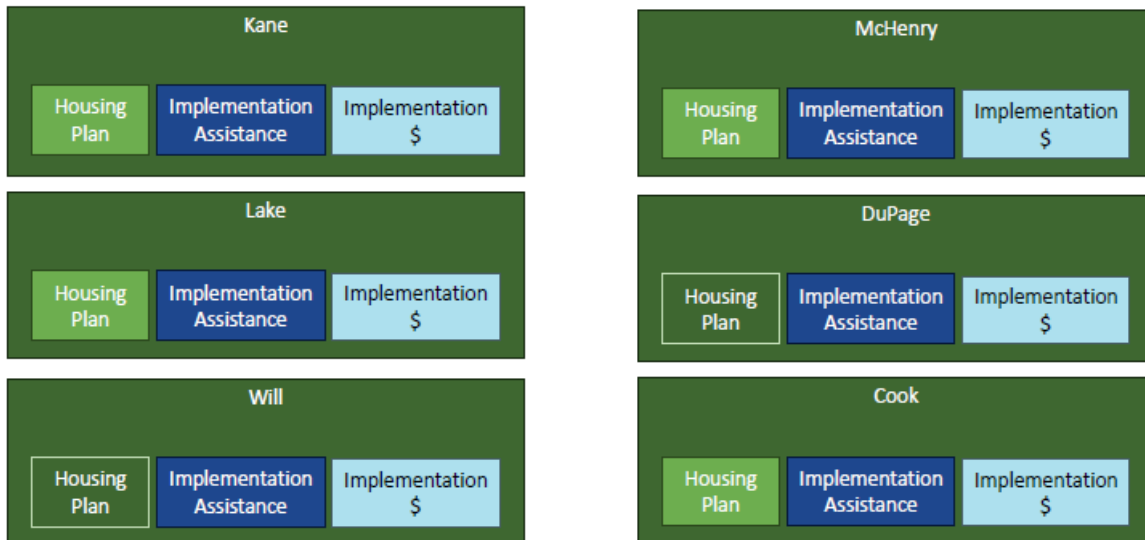 Kane
Housing
Plan
Implementation
Assistance
Implementation
$
McHenry
Housing
Plan
Implementation
Assistance
Implementation
$
Lake
Housing
Plan
Implementation
Assistance
Implementation
$
DuPage
Housing
Plan
Implementation
Assistance
Implementation
$
Will
Housing
Plan
Implementation
Assistance
Implementation
$
Cook
Housing
Plan
Implementation
Assistance
Implementation
$